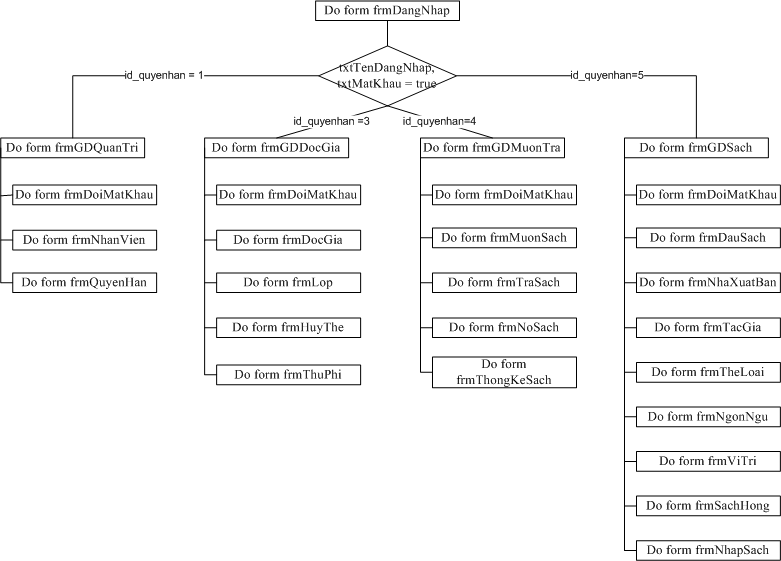 Do form frmDangNhap
txtTenDangNhap,
txtMatKhau = true
id_quyenhan = 1
id_quyenhan=5
id_quyenhan =3
id_quyenhan=4
Do form frmGDQuanTri
Do form frmGDDocGia
Do form frmGDMuonTra
Do form frmGDSach
Do form frmDoiMatKhau
Do form frmDoiMatKhau
Do form frmDoiMatKhau
Do form frmDoiMatKhau
Do form frmNhanVien
Do form frmDocGia
Do form frmMuonSach
Do form frmDauSach
Do form frmQuyenHan
Do form frmLop
Do form frmTraSach
Do form frmNhaXuatBan
Do form frmHuyThe
Do form frmNoSach
Do form frmTacGia
Do form frmThuPhi
Do form
frmThongKeSach
Do form frmTheLoai
Do form frmNgonNgu
Do form frmViTri
Do form frmSachHong
Do form frmNhapSach